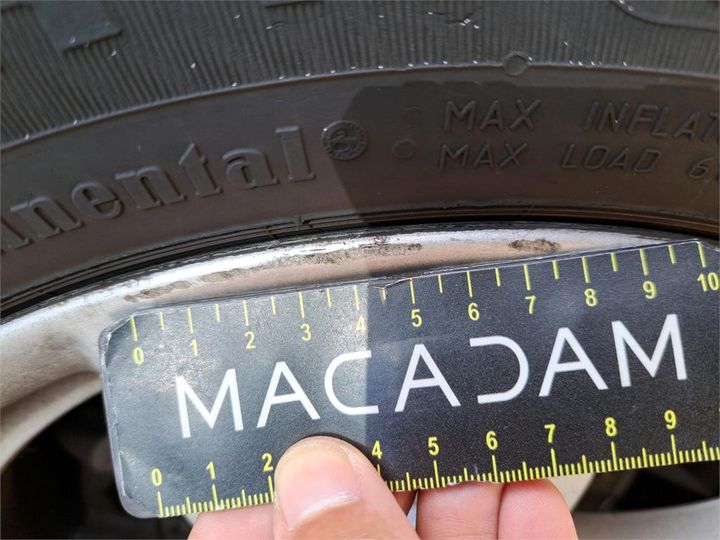 MAX INFLAT
MAX LOAD 6
nental
0 1 2 3 4 5 6 7 8 9 10
MACADAM
0 1 2 4 5 6 7 8 9